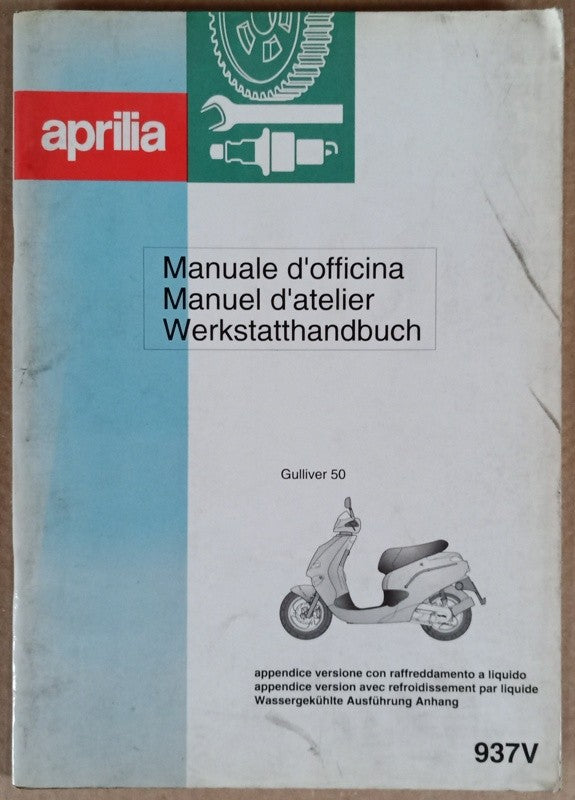 aprilia
Manuale d'officina
Manuel d'atelier
Werkstatthandbuch
Gulliver 50
appendice versione con raffreddamento a liquido
appendice version avec refroidissement par liquide
Wassergekühlte Ausführung Anhang
937V